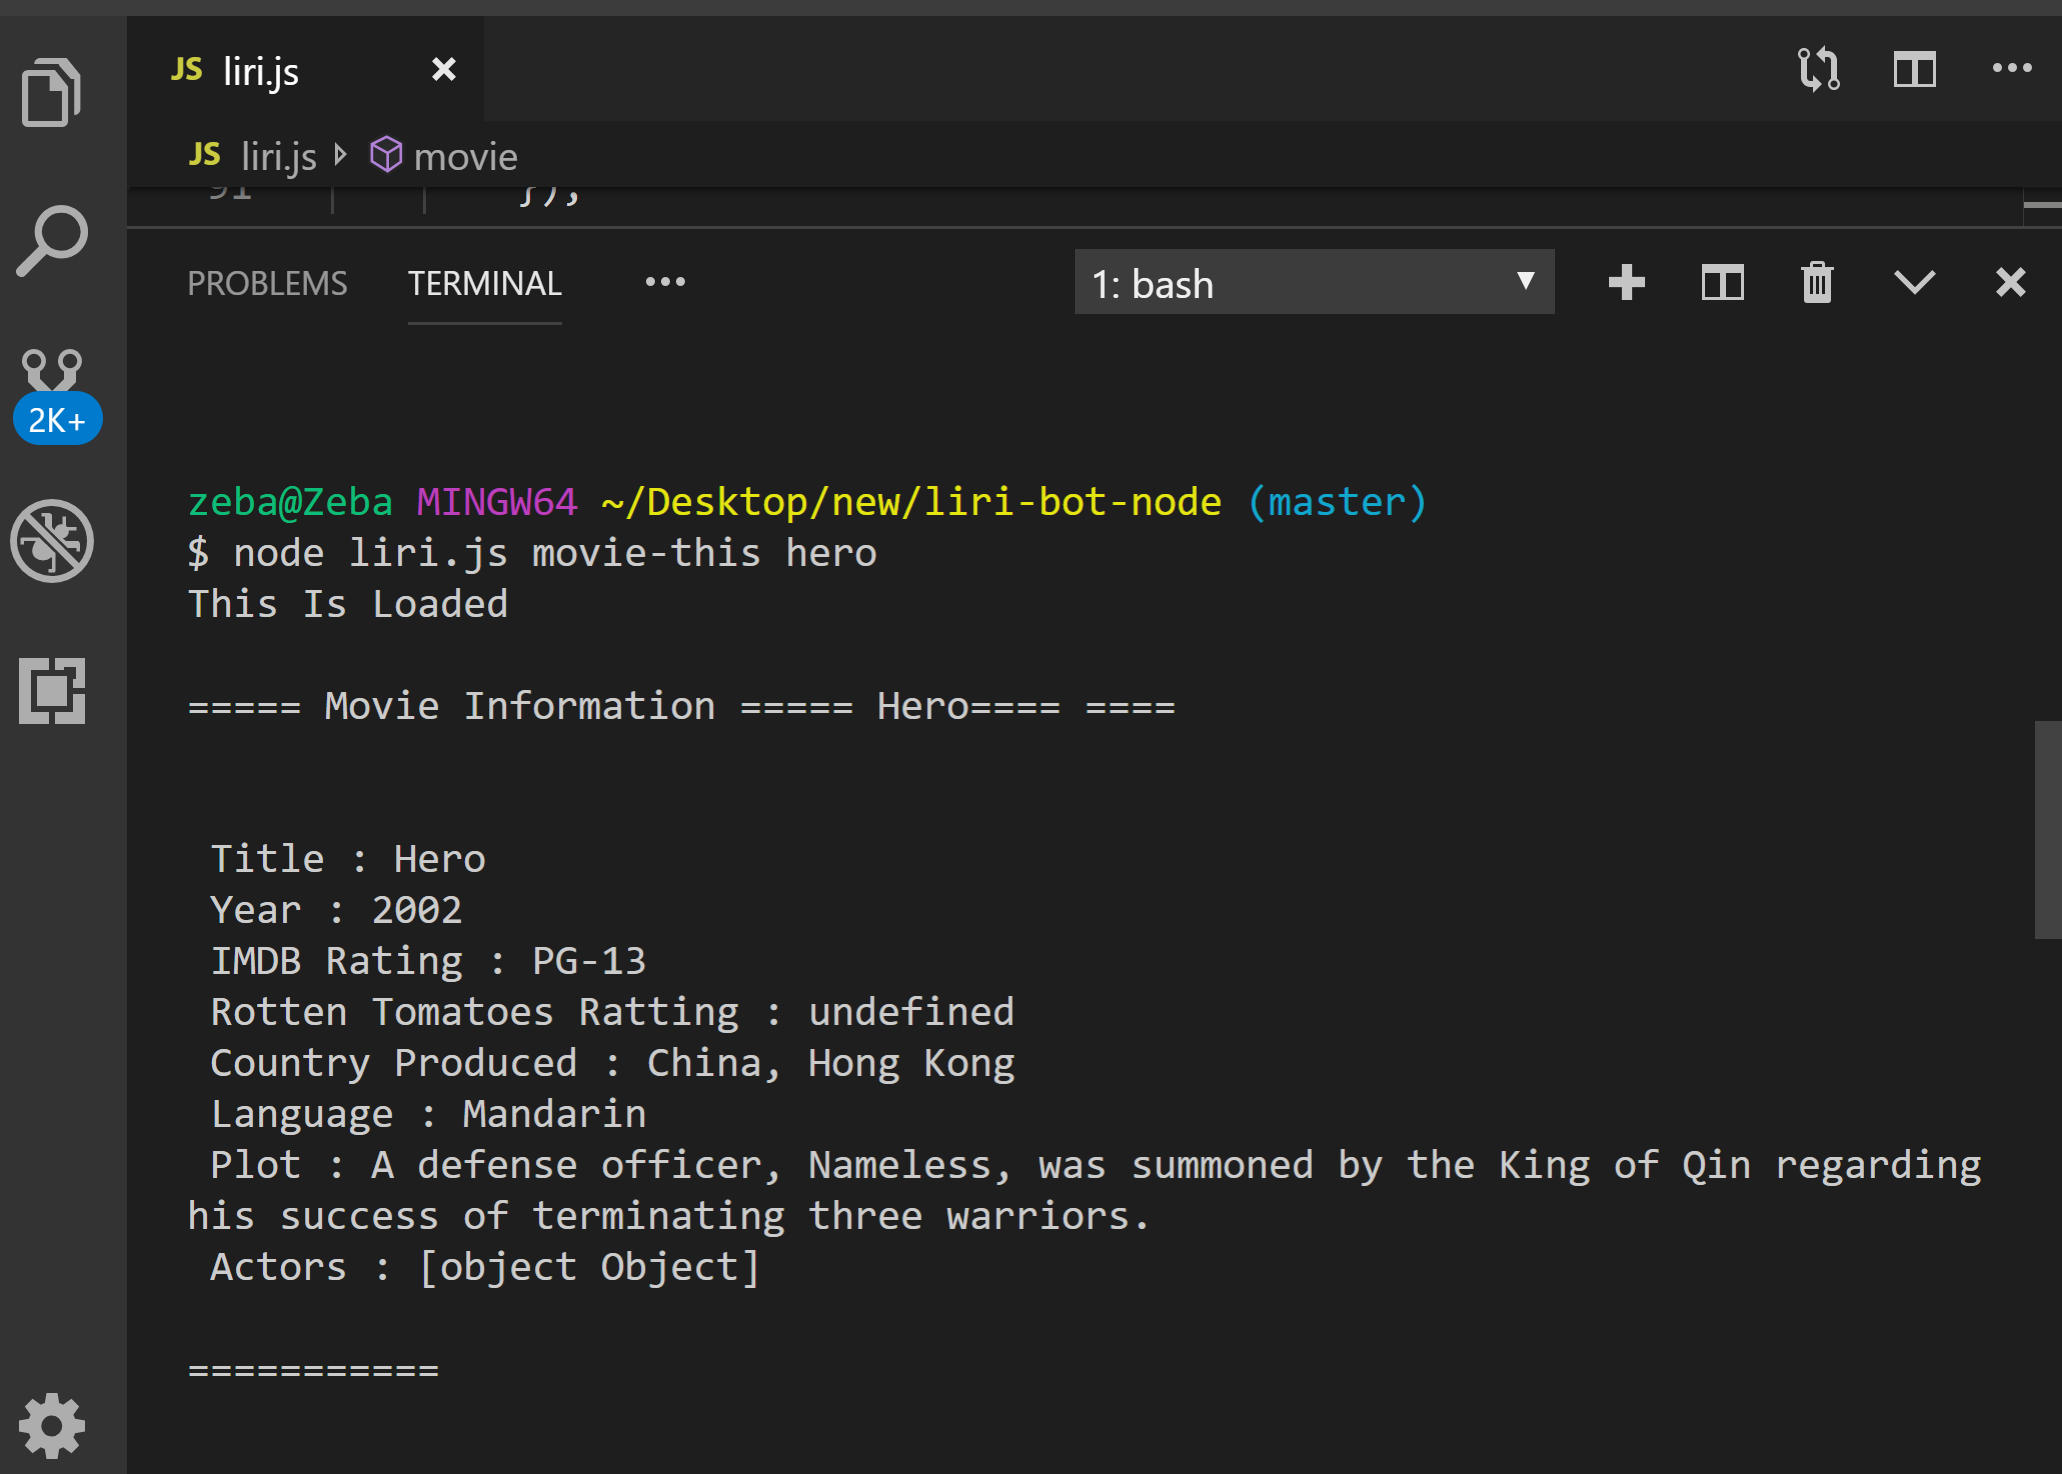 JS liri.js
JS liri.js movie
91 });
PROBLEMS TERMINAL ••• 1: bash
2K+
zeba@Zeba MINGW64 ~/Desktop/new/liri-bot-node (master)
$ node liri.js movie-this hero
This Is Loaded
===== Movie Information ===== Hero==== ====
Title : Hero
Year : 2002
IMDB Rating : PG-13
Rotten Tomatoes Ratting : undefined
Country Produced : China, Hong Kong
Language : Mandarin
Plot : A defense officer, Nameless, was summoned by the King of Qin regarding
his success of terminating three warriors.
Actors : [object Object]
===========